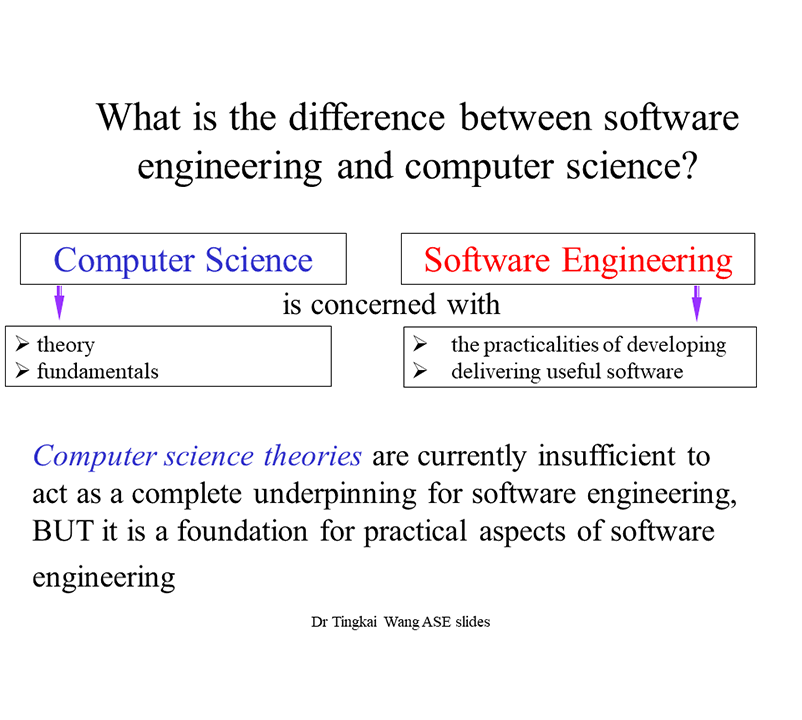 What is the difference between software
engineering and computer science?
Computer Science
Software Engineering
is concerned with
➢ theory
➢ fundamentals
➢ the practicalities of developing
➢ delivering useful software
Computer science theories are currently insufficient to
act as a complete underpinning for software engineering,
BUT it is a foundation for practical aspects of software
engineering
Dr Tingkai Wang ASE slides